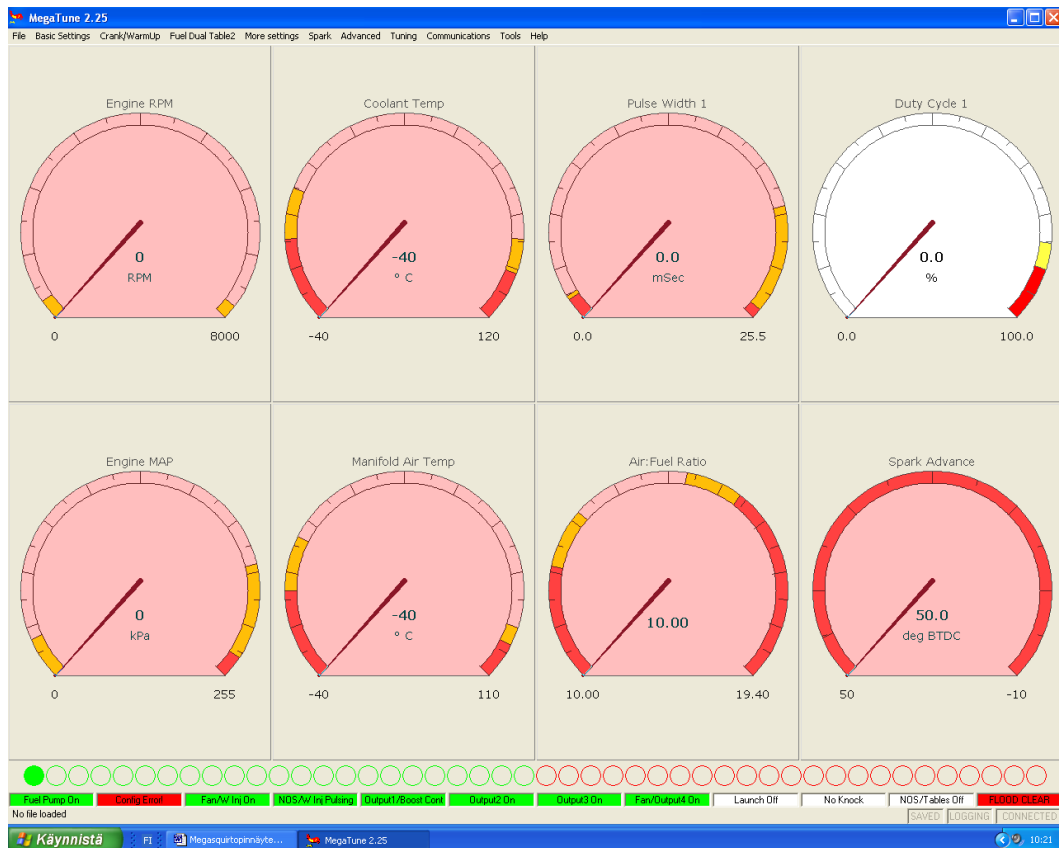 MegaTune 2.25
File Basic Settings Crank/WarmUp Fuel Dual Table2 More settings Spark Advanced Tuning Communications Tools Help
Engine RPM
0
RPM
0 8000
Coolant Temp
-40
° C
-40 120
Pulse Width 1
0.0
mSec
0.0 25.5
Duty Cycle 1
0.0
%
0.0 100.0
Engine MAP
0
kPa
0 255
Manifold Air Temp
-40
° C
-40 110
Air:Fuel Ratio
10.00
10.00 19.40
Spark Advance
50.0
deg BTDC
50 -10
Fuel Pump On Config Error! Fan/W Inj On NOS/W Inj Pulsing Output1/Boost Cont Output2 On Output3 On Fan/Output4 On Launch Off No Knock NOS/Tables Off FLOOD CLEAR
No file loaded SAVED LOGGING CONNECTED
Käynnistä FI Megasquirtopinnäyte... MegaTune 2.25 10:21